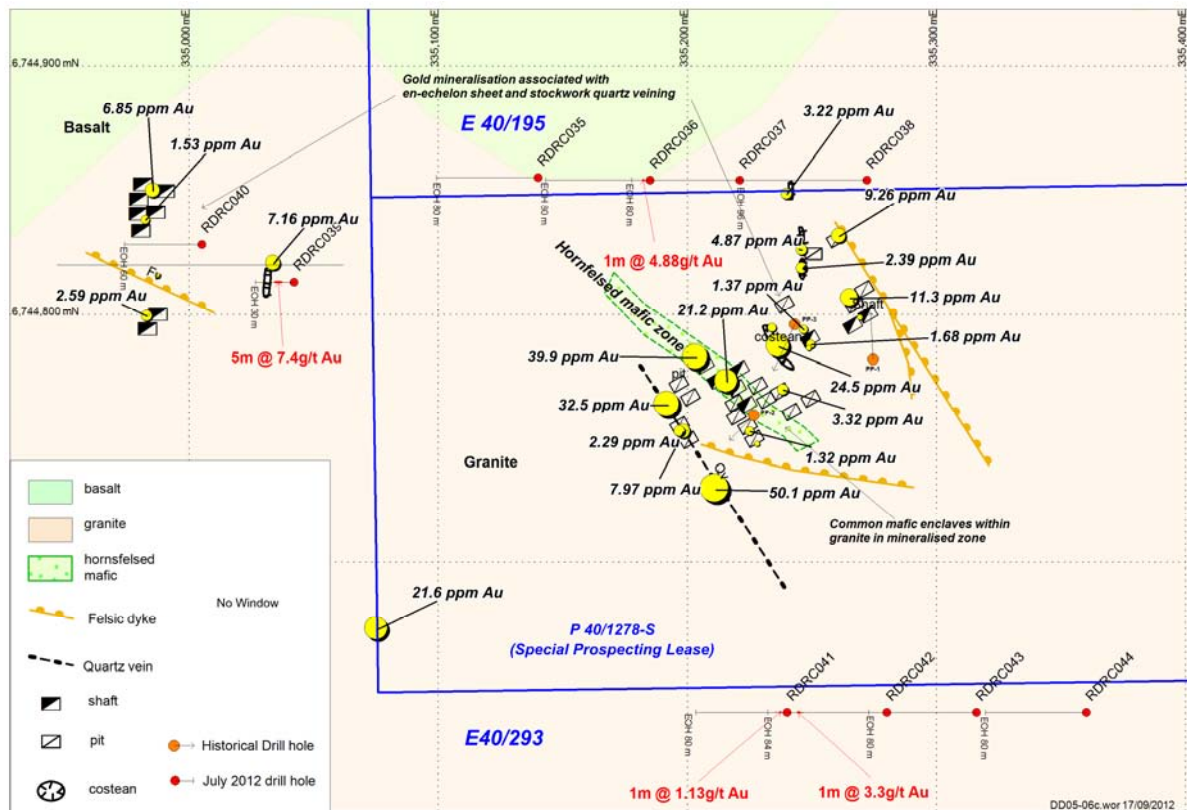 335,000 mE
335,100 mE
335,200 mE
335,300 mE
335,400 mE
6,744,900 mN
Gold mineralisation associated with
en-echelon sheet and stockwork quartz veining
6.85 ppm Au
Basalt
1.53 ppm Au
E 40/195
3.22 ppm Au
RDRC035
RDRC036
RDRC037
RDRC038
RDRC040
RDRC039
EOH 80 m
EOH 80 m
EOH 80 m
EOH 96 m
9.26 ppm Au
7.16 ppm Au
4.87 ppm Au
1m @ 4.88g/t Au
2.39 ppm Au
EOH 60 m
EOH 30 m
Fv
Hornfelsed mafic zone
1.37 ppm Au
11.3 ppm Au
2.59 ppm Au
6,744,800 mN
21.2 ppm Au
PP-3
Shaft
costean
1.68 ppm Au
5m @ 7.4g/t Au
39.9 ppm Au
pit
PP-1
24.5 ppm Au
32.5 ppm Au
PP-2
3.32 ppm Au
2.29 ppm Au
1.32 ppm Au
Granite
Qv
7.97 ppm Au
50.1 ppm Au
Common mafic enclaves within
granite in mineralised zone
basalt
granite
hornsfelsed
mafic
Felsic dyke
No Window
Quartz vein
shaft
pit
costean
Historical Drill hole
July 2012 drill hole
21.6 ppm Au
P 40/1278-S
(Special Prospecting Lease)
RDRC041
RDRC042
RDRC043
RDRC044
E40/293
EOH 80 m
EOH 84 m
EOH 80 m
EOH 80 m
1m @ 1.13g/t Au
1m @ 3.3g/t Au
DD05-06c.wor 17/09/2012